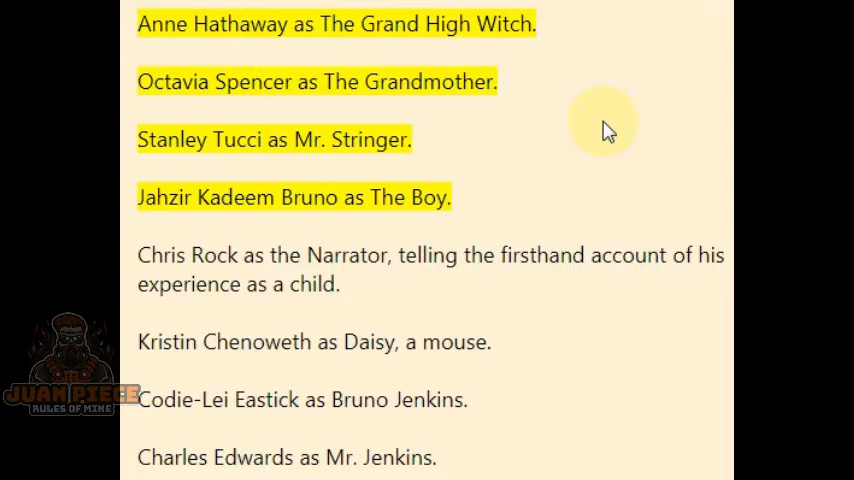 Anne Hathaway as The Grand High Witch.
Octavia Spencer as The Grandmother.
Stanley Tucci as Mr. Stringer.
Jahzir Kadeem Bruno as The Boy.
Chris Rock as the Narrator, telling the firsthand account of his
experience as a child.
Kristin Chenoweth as Daisy, a mouse.
Codie-Lei Eastick as Bruno Jenkins.
Charles Edwards as Mr. Jenkins.
JUAN PIECE
RULES OF MINE